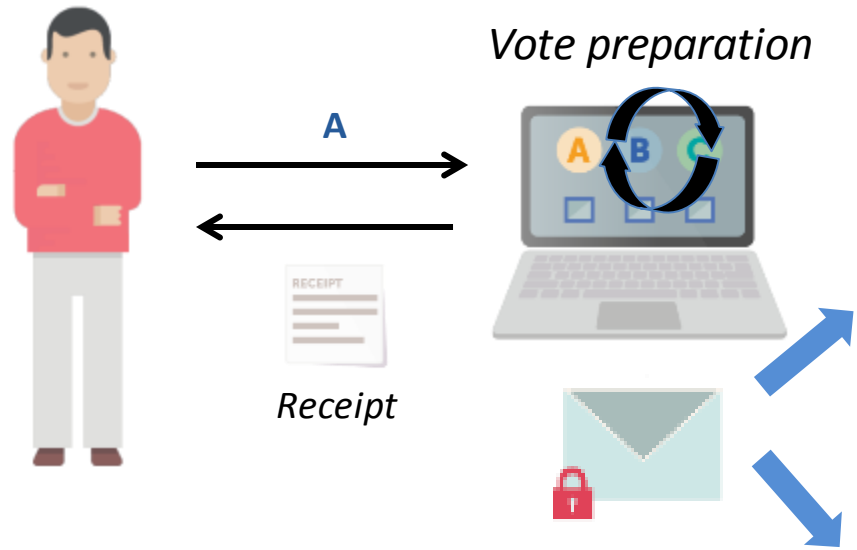 Vote preparation
A
A B C
RECEIPT
Receipt